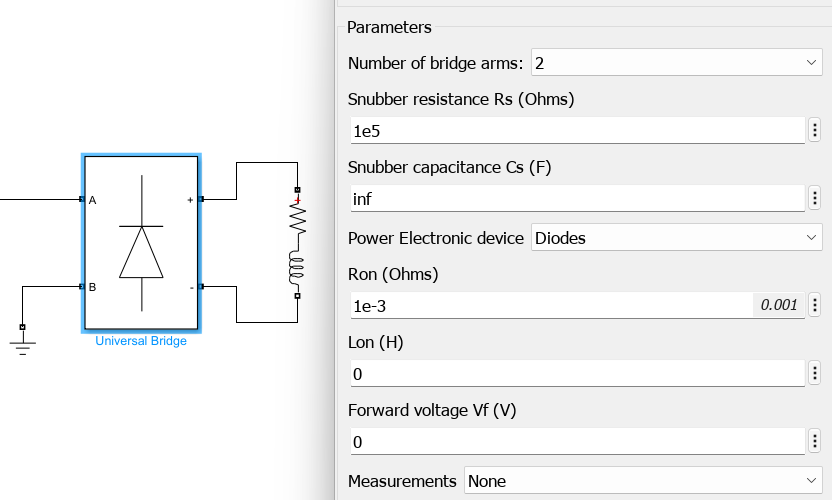 Parameters
Number of bridge arms: 2
Snubber resistance Rs (Ohms)
1e5
Snubber capacitance Cs (F)
inf
Power Electronic device Diodes
Ron (Ohms)
1e-3 0.001
Lon (H)
0
Forward voltage Vf (V)
0
Measurements None
A +
B -
+
Universal Bridge